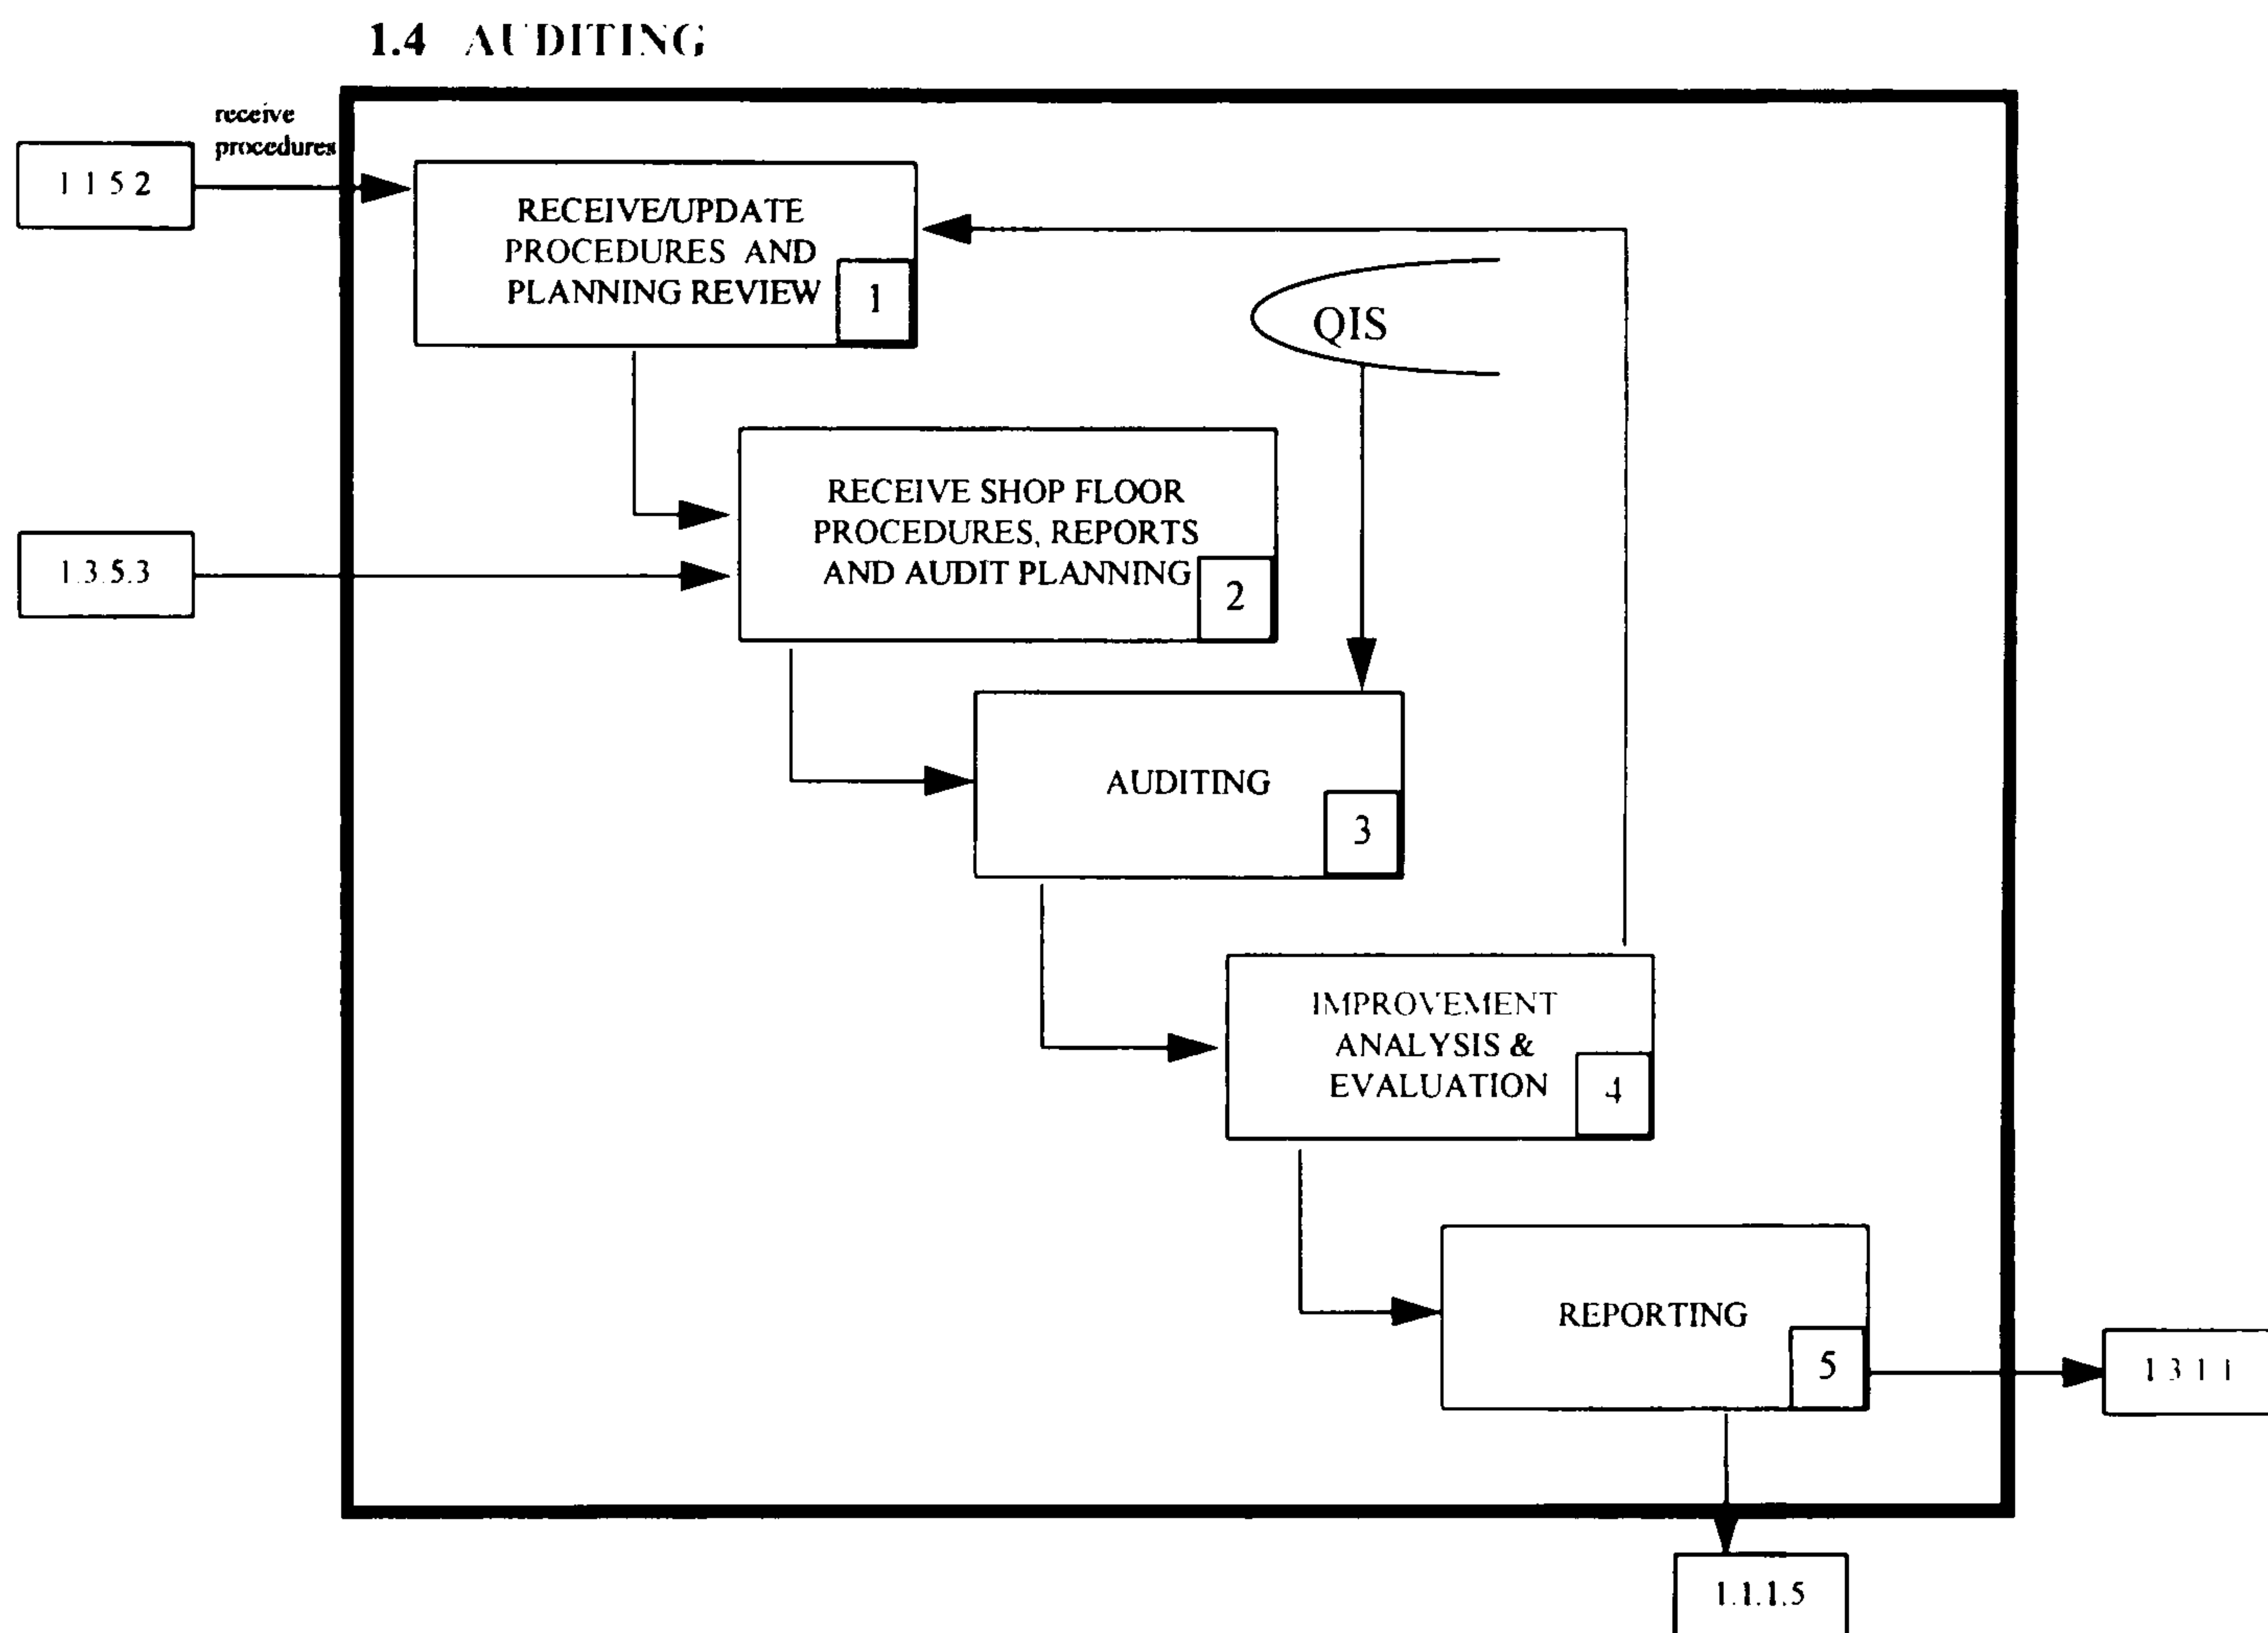 1.4 AUDITING
receive
procedures
1 1 5 2
RECEIVE/UPDATE
PROCEDURES AND
PLANNING REVIEW
1
QIS
RECEIVE SHOP FLOOR
PROCEDURES, REPORTS
AND AUDIT PLANNING
2
1.3.5.3
AUDITING
3
IMPROVEMENT
ANALYSIS &
EVALUATION
4
REPORTING
5
1 3 1 1
1.1.1.5